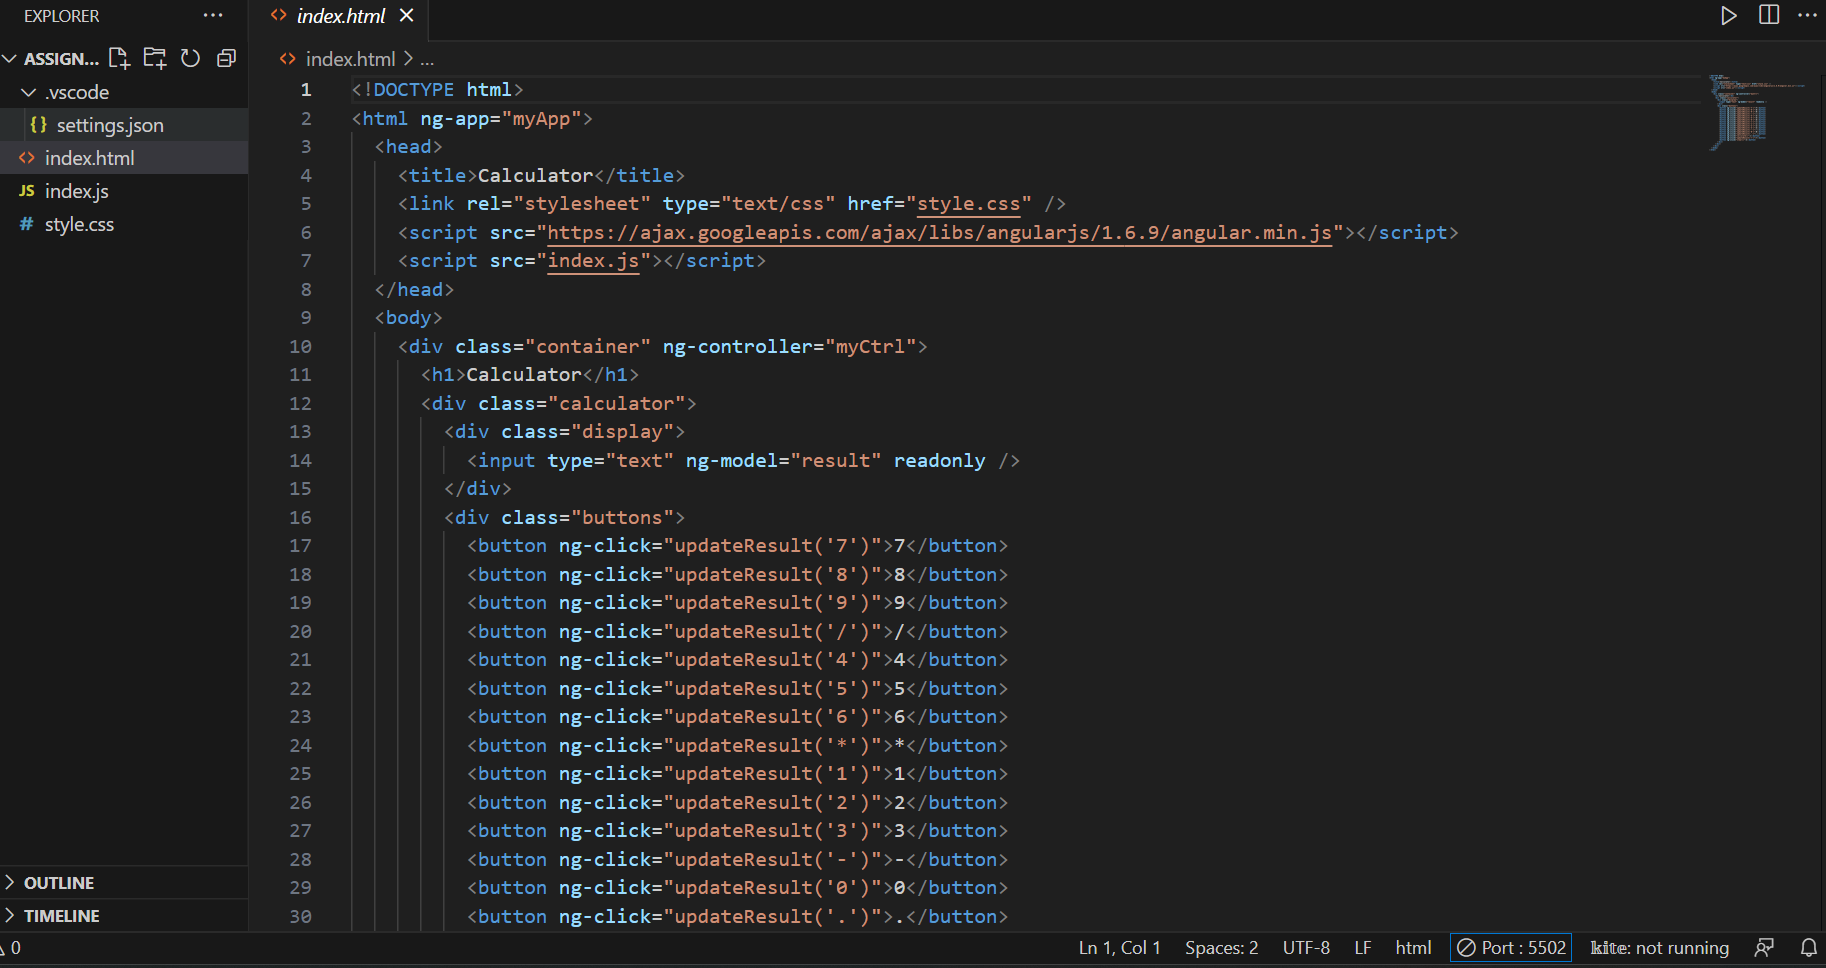 EXPLORER
index.html
ASSIGN...
.vscode
{} settings.json
<> index.html
JS index.js
# style.css
OUTLINE
TIMELINE
<> index.html > ...
1 <!DOCTYPE html>
2 <html ng-app="myApp">
3 <head>
4 <title>Calculator</title>
5 <link rel="stylesheet" type="text/css" href="style.css" />
6 <script src="https://ajax.googleapis.com/ajax/libs/angularjs/1.6.9/angular.min.js"></script>
7 <script src="index.js"></script>
8 </head>
9 <body>
10 <div class="container" ng-controller="myCtrl">
11 <h1>Calculator</h1>
12 <div class="calculator">
13 <div class="display">
14 <input type="text" ng-model="result" readonly />
15 </div>
16 <div class="buttons">
17 <button ng-click="updateResult('7')">7</button>
18 <button ng-click="updateResult('8')">8</button>
19 <button ng-click="updateResult('9')">9</button>
20 <button ng-click="updateResult('/')">/</button>
21 <button ng-click="updateResult('4')">4</button>
22 <button ng-click="updateResult('5')">5</button>
23 <button ng-click="updateResult('6')">6</button>
24 <button ng-click="updateResult('*')">*</button>
25 <button ng-click="updateResult('1')">1</button>
26 <button ng-click="updateResult('2')">2</button>
27 <button ng-click="updateResult('3')">3</button>
28 <button ng-click="updateResult('-')">-</button>
29 <button ng-click="updateResult('0')">0</button>
30 <button ng-click="updateResult('.')">.</button>
0
Ln 1, Col 1 Spaces: 2 UTF-8 LF html Port : 5502 kite: not running